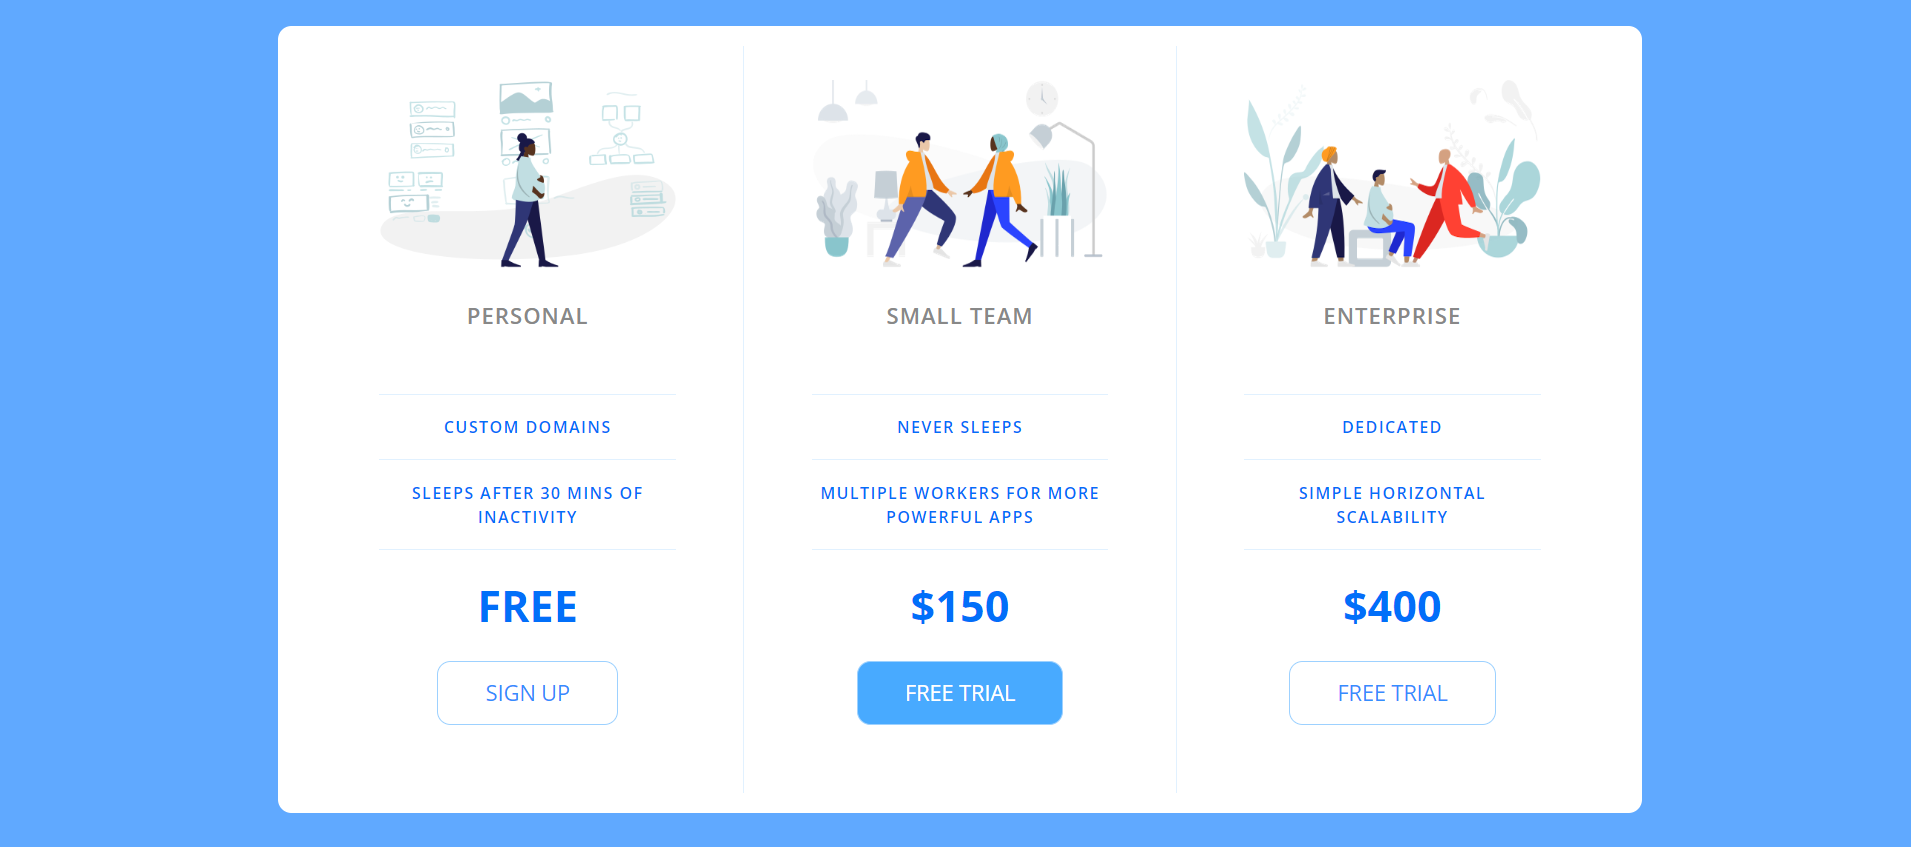 PERSONAL
CUSTOM DOMAINS
SLEEPS AFTER 30 MINS OF
INACTIVITY
FREE
SIGN UP
SMALL TEAM
NEVER SLEEPS
MULTIPLE WORKERS FOR MORE
POWERFUL APPS
$150
FREE TRIAL
ENTERPRISE
DEDICATED
SIMPLE HORIZONTAL
SCALABILITY
$400
FREE TRIAL